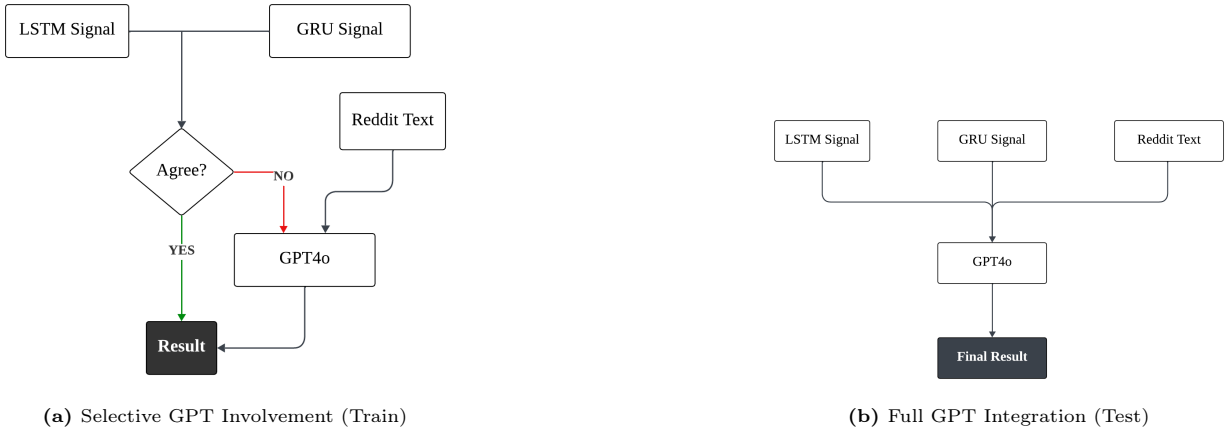 LSTM Signal
GRU Signal
Reddit Text
Agree?
NO
YES
GPT4o
Result
(a) Selective GPT Involvement (Train)
LSTM Signal
GRU Signal
Reddit Text
GPT4o
Final Result
(b) Full GPT Integration (Test)